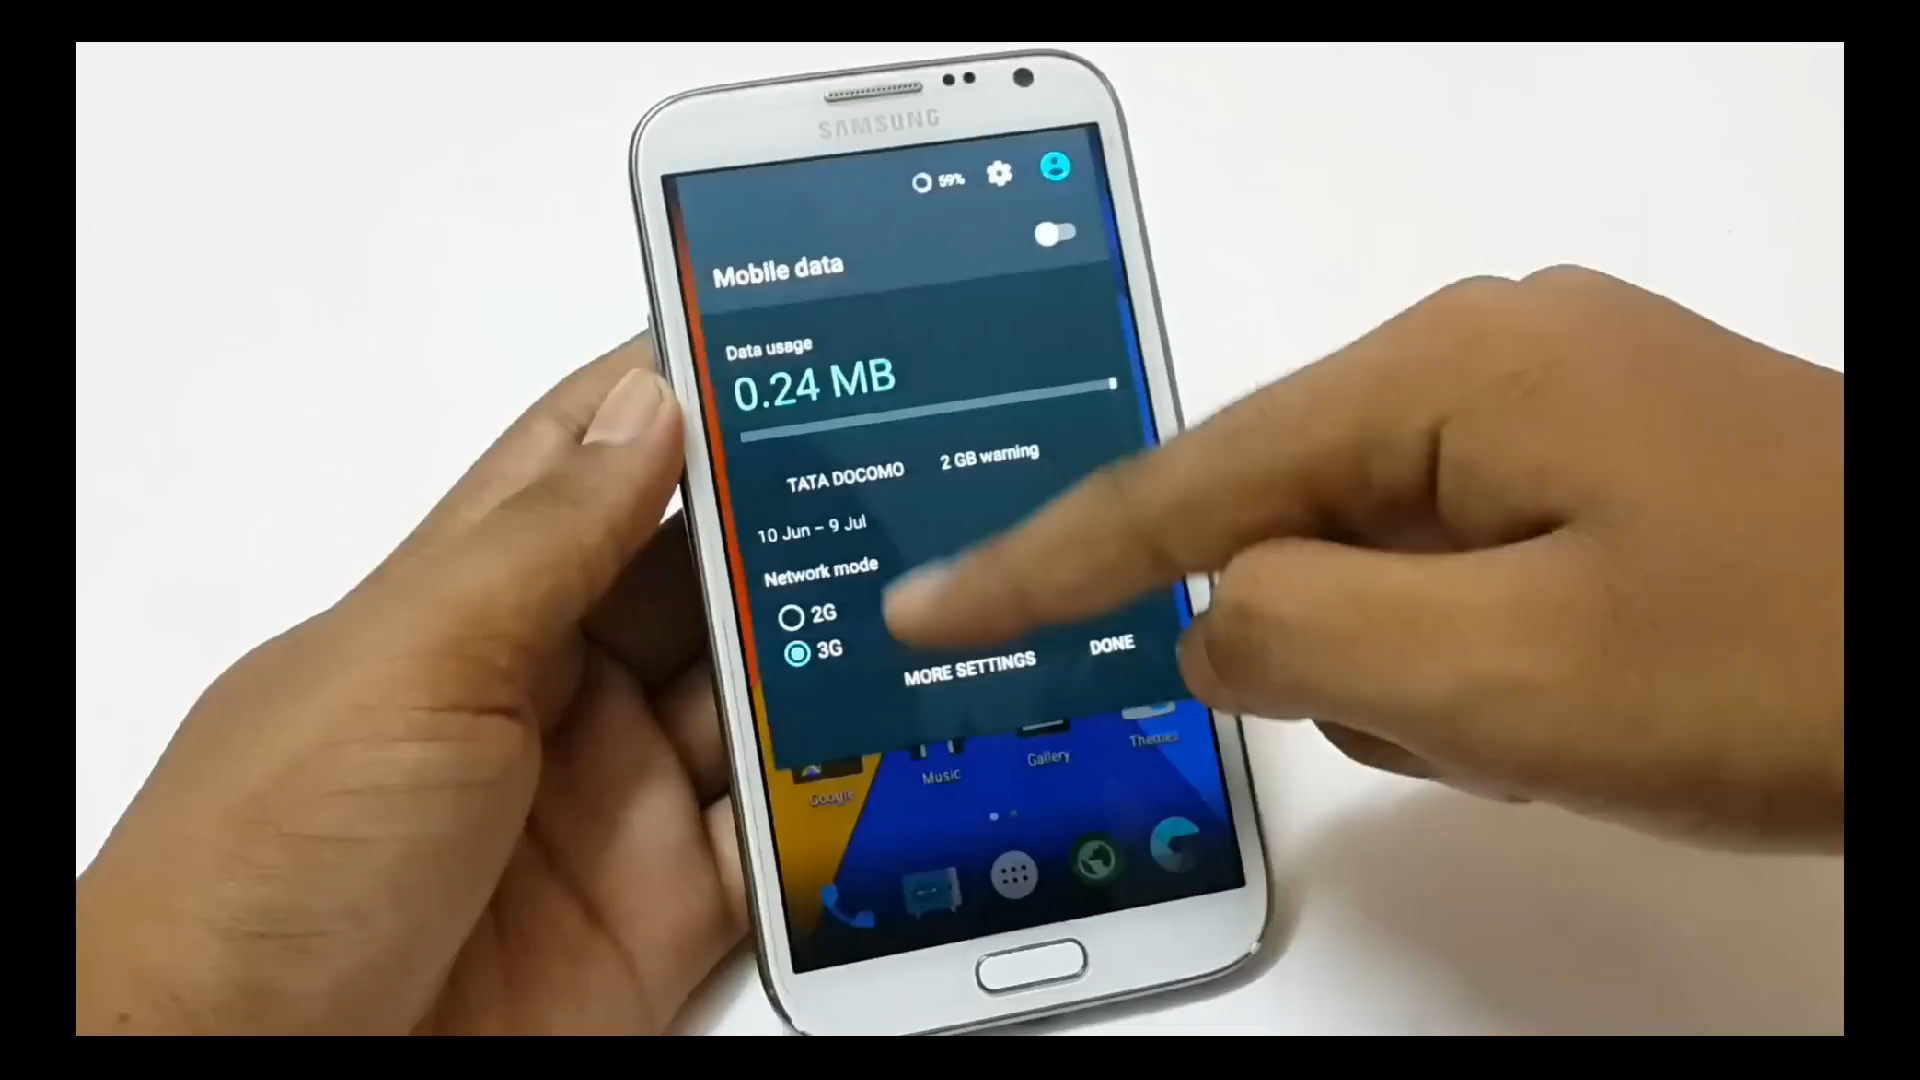 SAMSUNG
59%
Mobile data
Data usage
0.24 MB
TATA DOCOMO 2 GB warning
10 Jun – 9 Jul
Network mode
2G
3G
MORE SETTINGS DONE
Google Music Gallery Themes